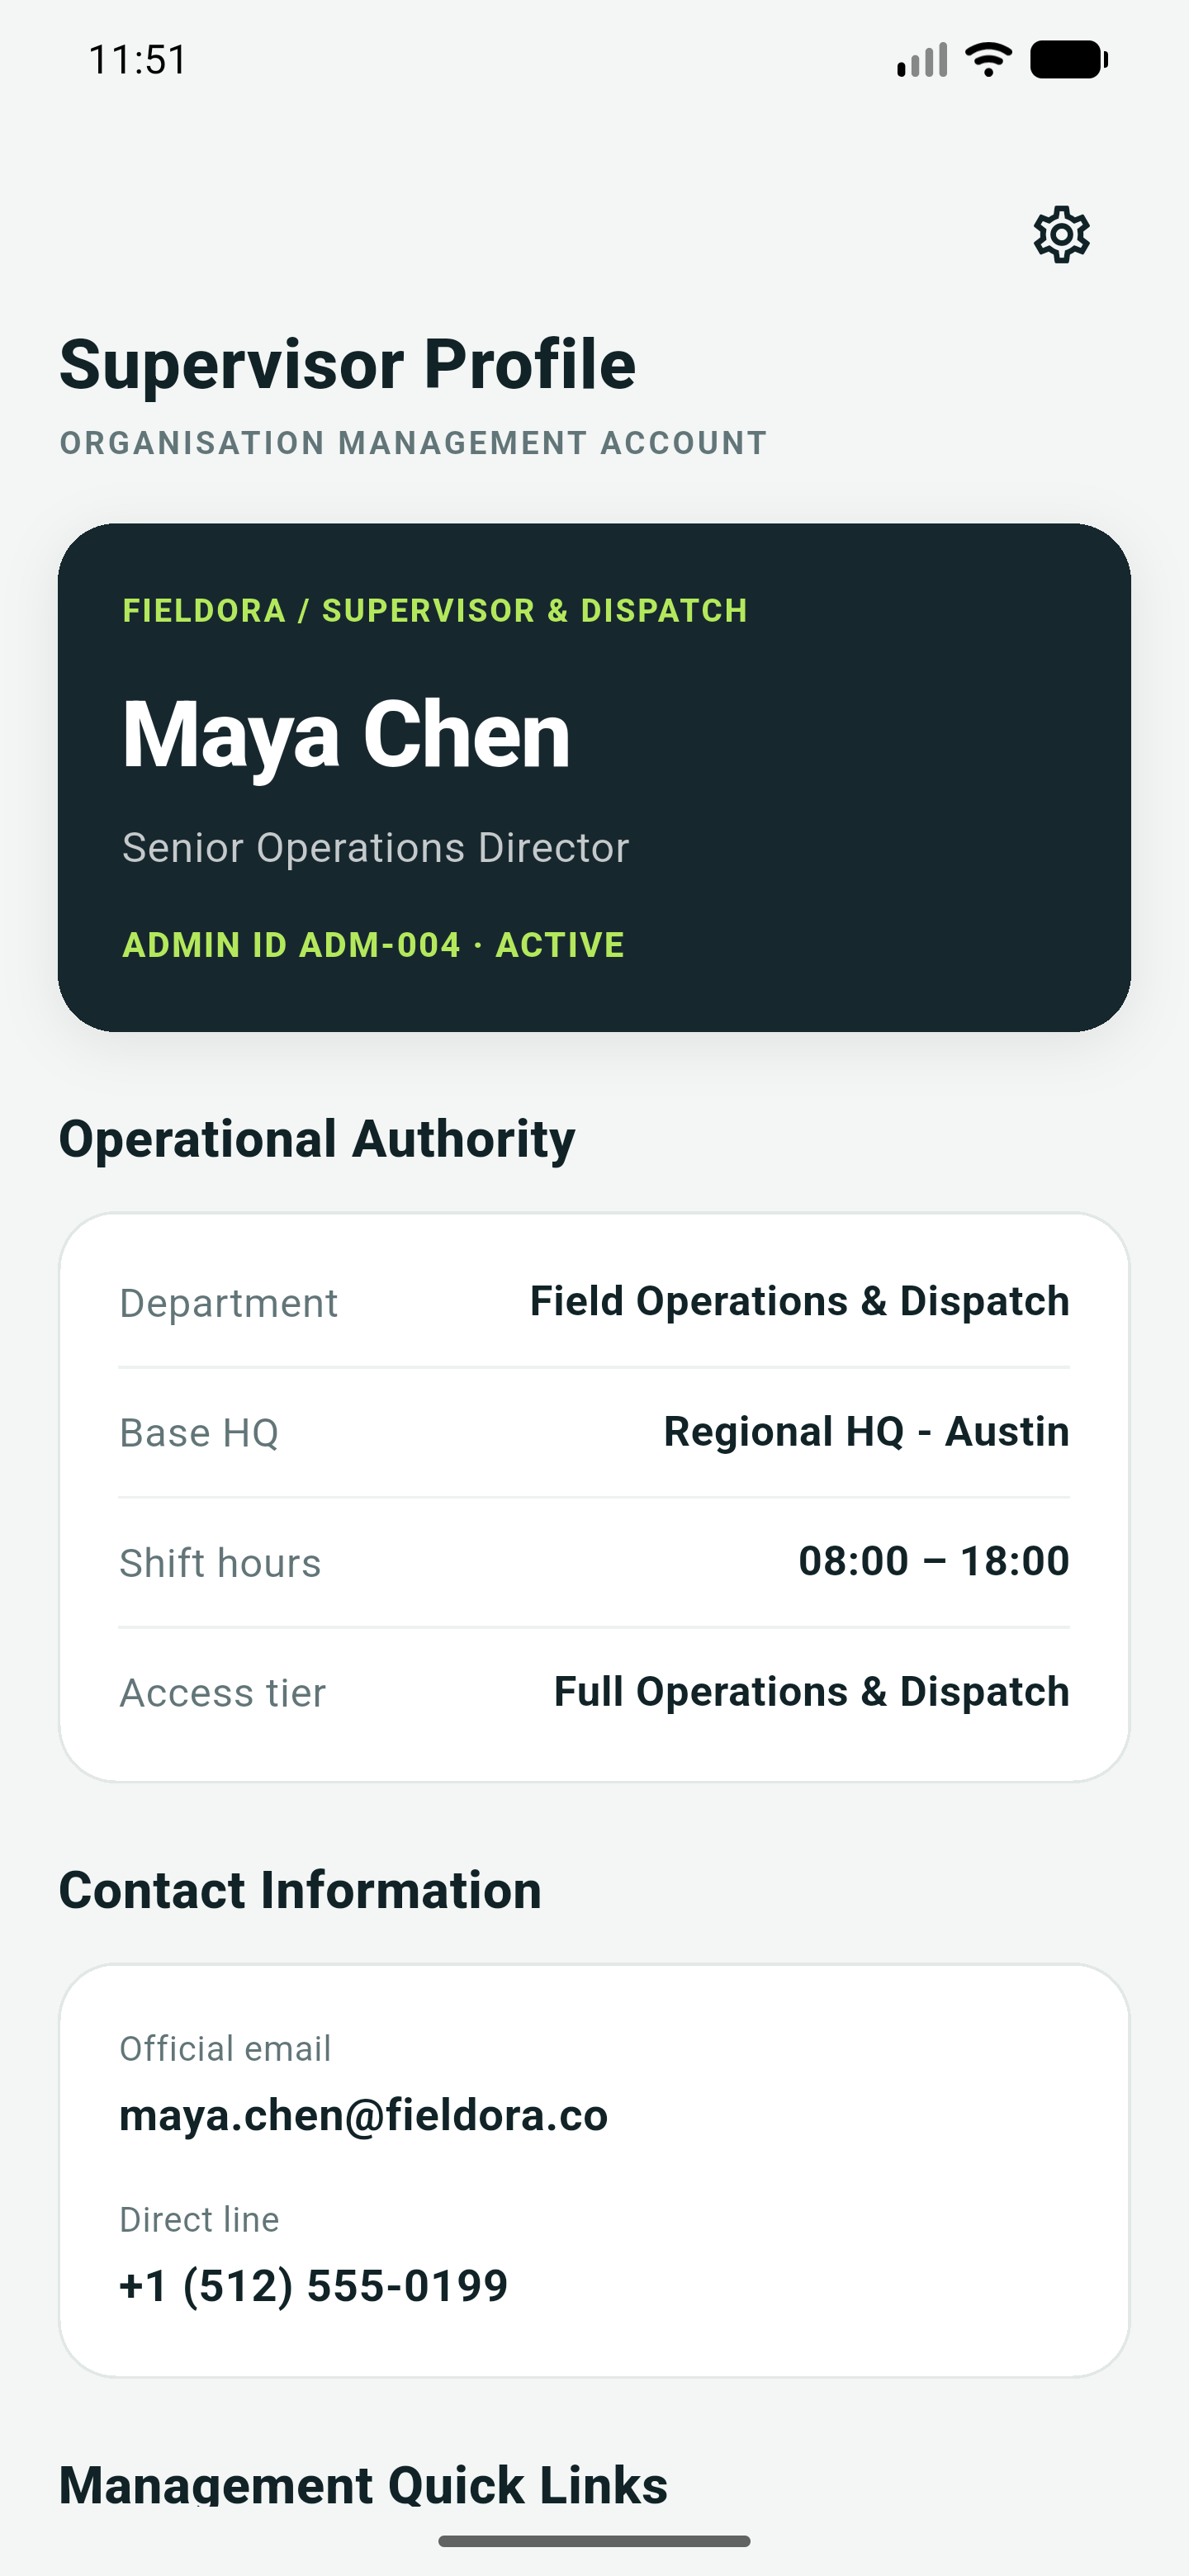 11:51
Supervisor Profile
ORGANISATION MANAGEMENT ACCOUNT
FIELDORA / SUPERVISOR & DISPATCH
Maya Chen
Senior Operations Director
ADMIN ID ADM-004 · ACTIVE
Operational Authority
Department Field Operations & Dispatch
Base HQ Regional HQ - Austin
Shift hours 08:00 – 18:00
Access tier Full Operations & Dispatch
Contact Information
Official email
maya.chen@fieldora.co
Direct line
+1 (512) 555-0199
Management Quick Links